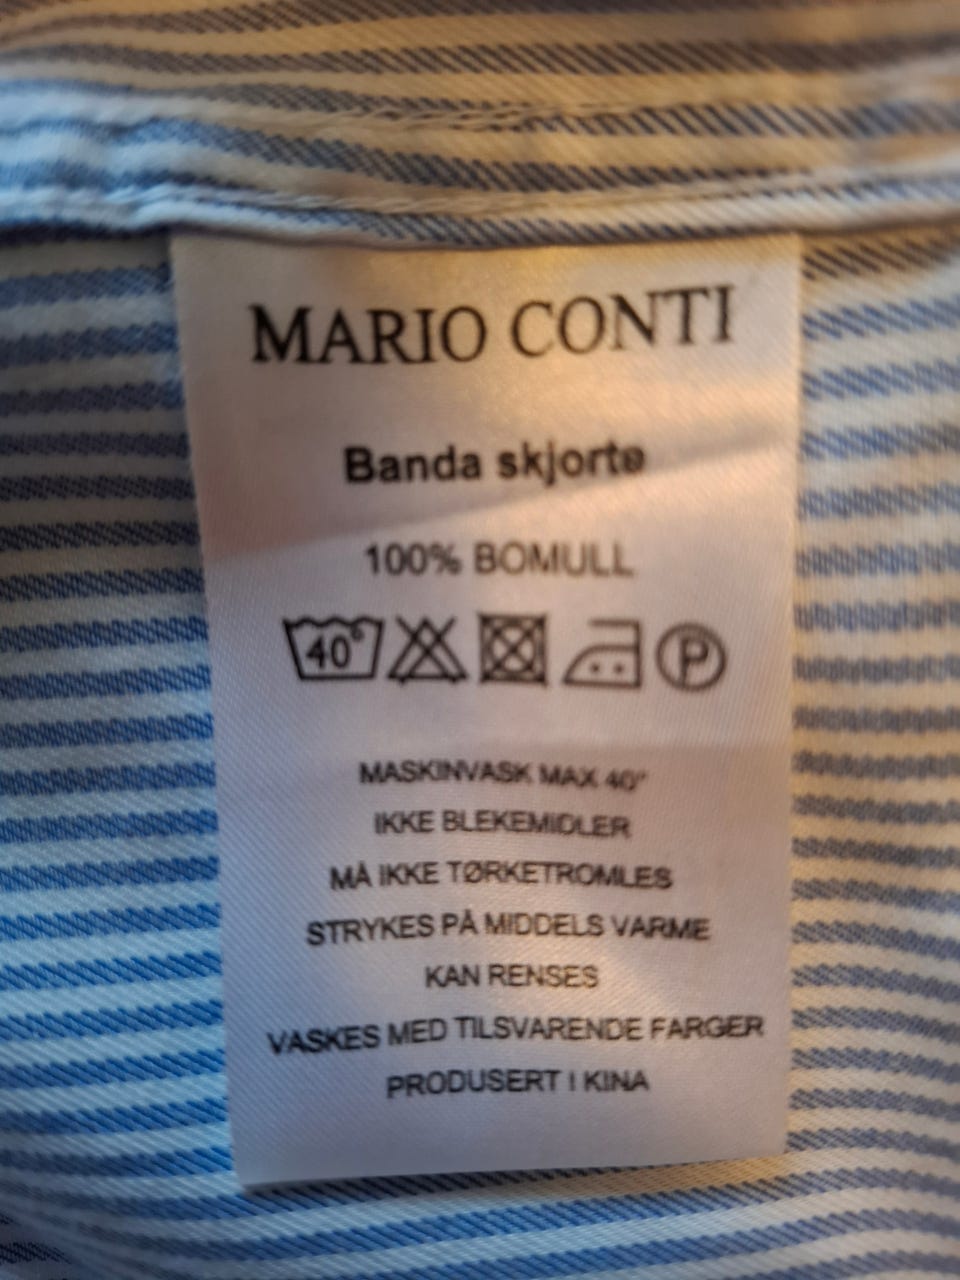 MARIO CONTI
Banda skjorte
100% BOMULL
40° P
MASKINVASK MAX 40°
IKKE BLEKEMIDLER
MÅ IKKE TØRKETROMLES
STRYKES PÅ MIDDELS VARME
KAN RENSES
VASKES MED TILSVARENDE FARGER
PRODUSERT I KINA